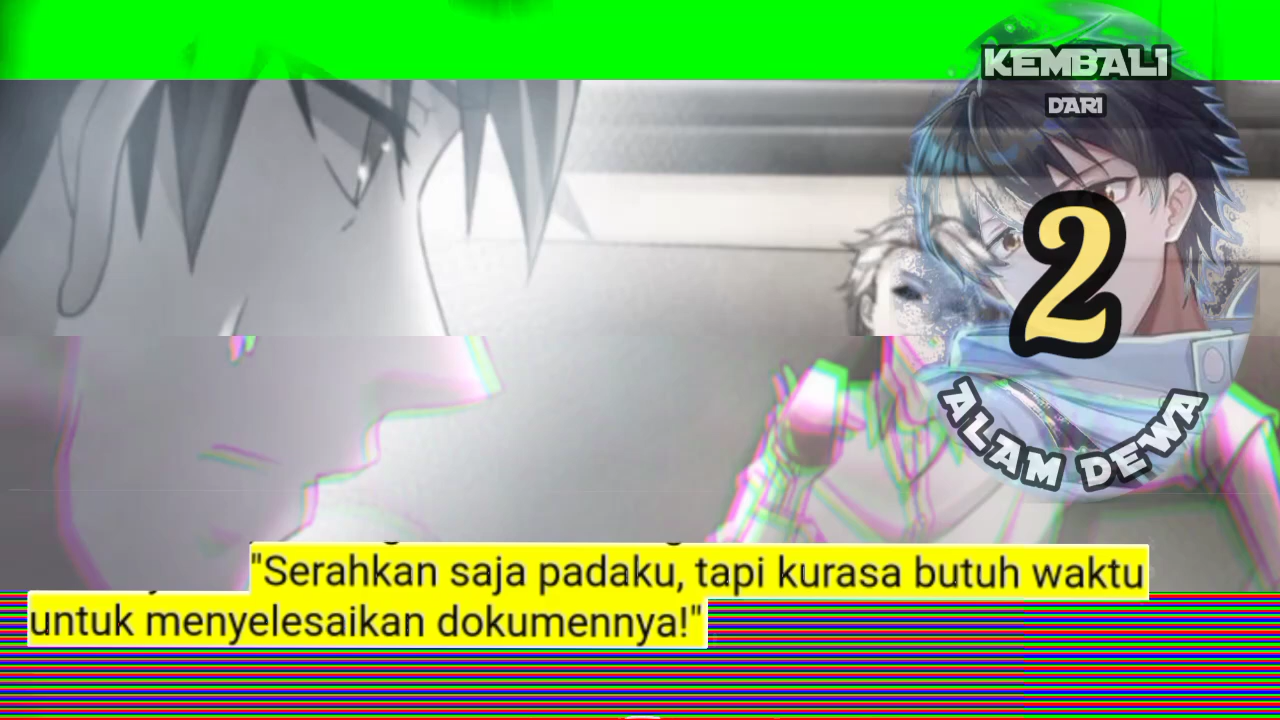 KEMBALI
DARI
2
ALAM DEWA
"Serahkan saja padaku, tapi kurasa butuh waktu
untuk menyelesaikan dokumennya!"